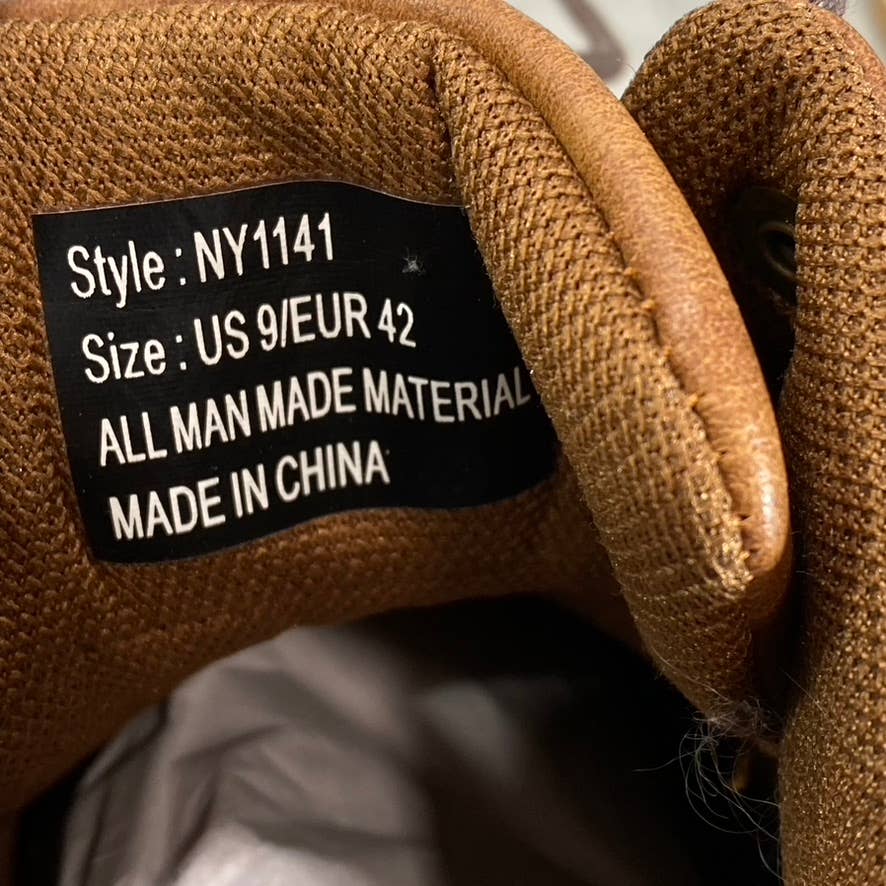 Style : NY1141
Size : US 9/EUR 42
ALL MAN MADE MATERIAL
MADE IN CHINA